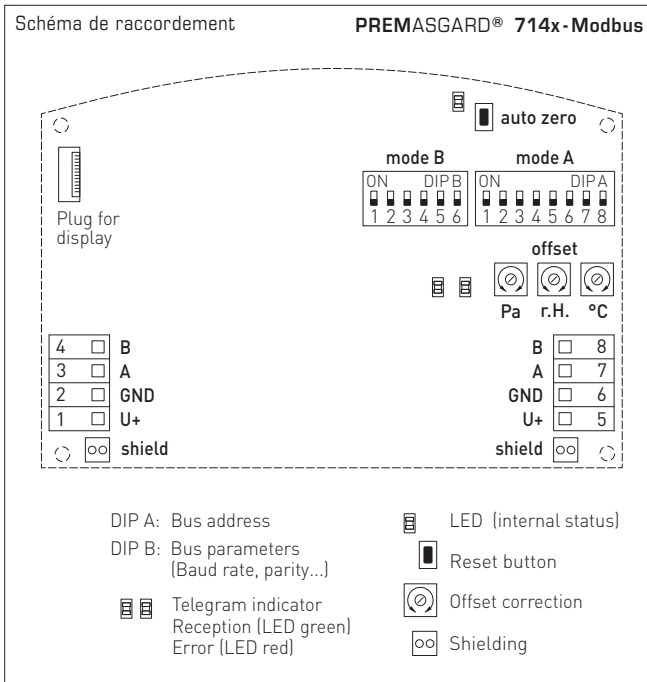 Schéma de raccordement PREMASGARD® 714x-Modbus
auto zero
mode B mode A
ON DIP B ON DIP A
1 2 3 4 5 6 1 2 3 4 5 6 7 8
Plug for
display
offset
Pa r.H. °C
4 B B 8
3 A A 7
2 GND GND 6
1 U+ U+ 5
shield shield
DIP A: Bus address
DIP B: Bus parameters
(Baud rate, parity...)
Telegram indicator
Reception (LED green)
Error (LED red)
LED (internal status)
Reset button
Offset correction
Shielding